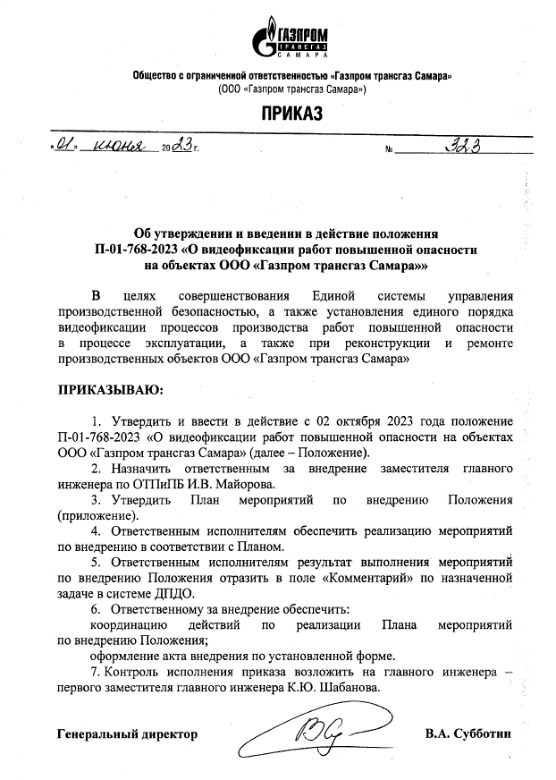 ГАЗПРОМ
ТРАНСГАЗ
САМАРА
Общество с ограниченной ответственностью «Газпром трансгаз Самара»
(ООО «Газпром трансгаз Самара»)
ПРИКАЗ
«01» июня 2023 г. № 323
Об утверждении и введении в действие положения
П-01-768-2023 «О видеофиксации работ повышенной опасности
на объектах ООО «Газпром трансгаз Самара»»
В целях совершенствования Единой системы управления
производственной безопасностью, а также установления единого порядка
видеофиксации процессов производства работ повышенной опасности
в процессе эксплуатации, а также при реконструкции и ремонте
производственных объектов ООО «Газпром трансгаз Самара»
ПРИКАЗЫВАЮ:
1. Утвердить и ввести в действие с 02 октября 2023 года положение
П-01-768-2023 «О видеофиксации работ повышенной опасности на объектах
ООО «Газпром трансгаз Самара» (далее – Положение).
2. Назначить ответственным за внедрение заместителя главного
инженера по ОТПиПБ И.В. Майорова.
3. Утвердить План мероприятий по внедрению Положения
(приложение).
4. Ответственным исполнителям обеспечить реализацию мероприятий
по внедрению в соответствии с Планом.
5. Ответственным исполнителям результат выполнения мероприятий
по внедрению Положения отразить в поле «Комментарий» по назначенной
задаче в системе ДПДО.
6. Ответственному за внедрение обеспечить:
координацию действий по реализации Плана мероприятий
по внедрению Положения;
оформление акта внедрения по установленной форме.
7. Контроль исполнения приказа возложить на главного инженера –
первого заместителя главного инженера К.Ю. Шабанова.
Генеральный директор В.А. Субботин